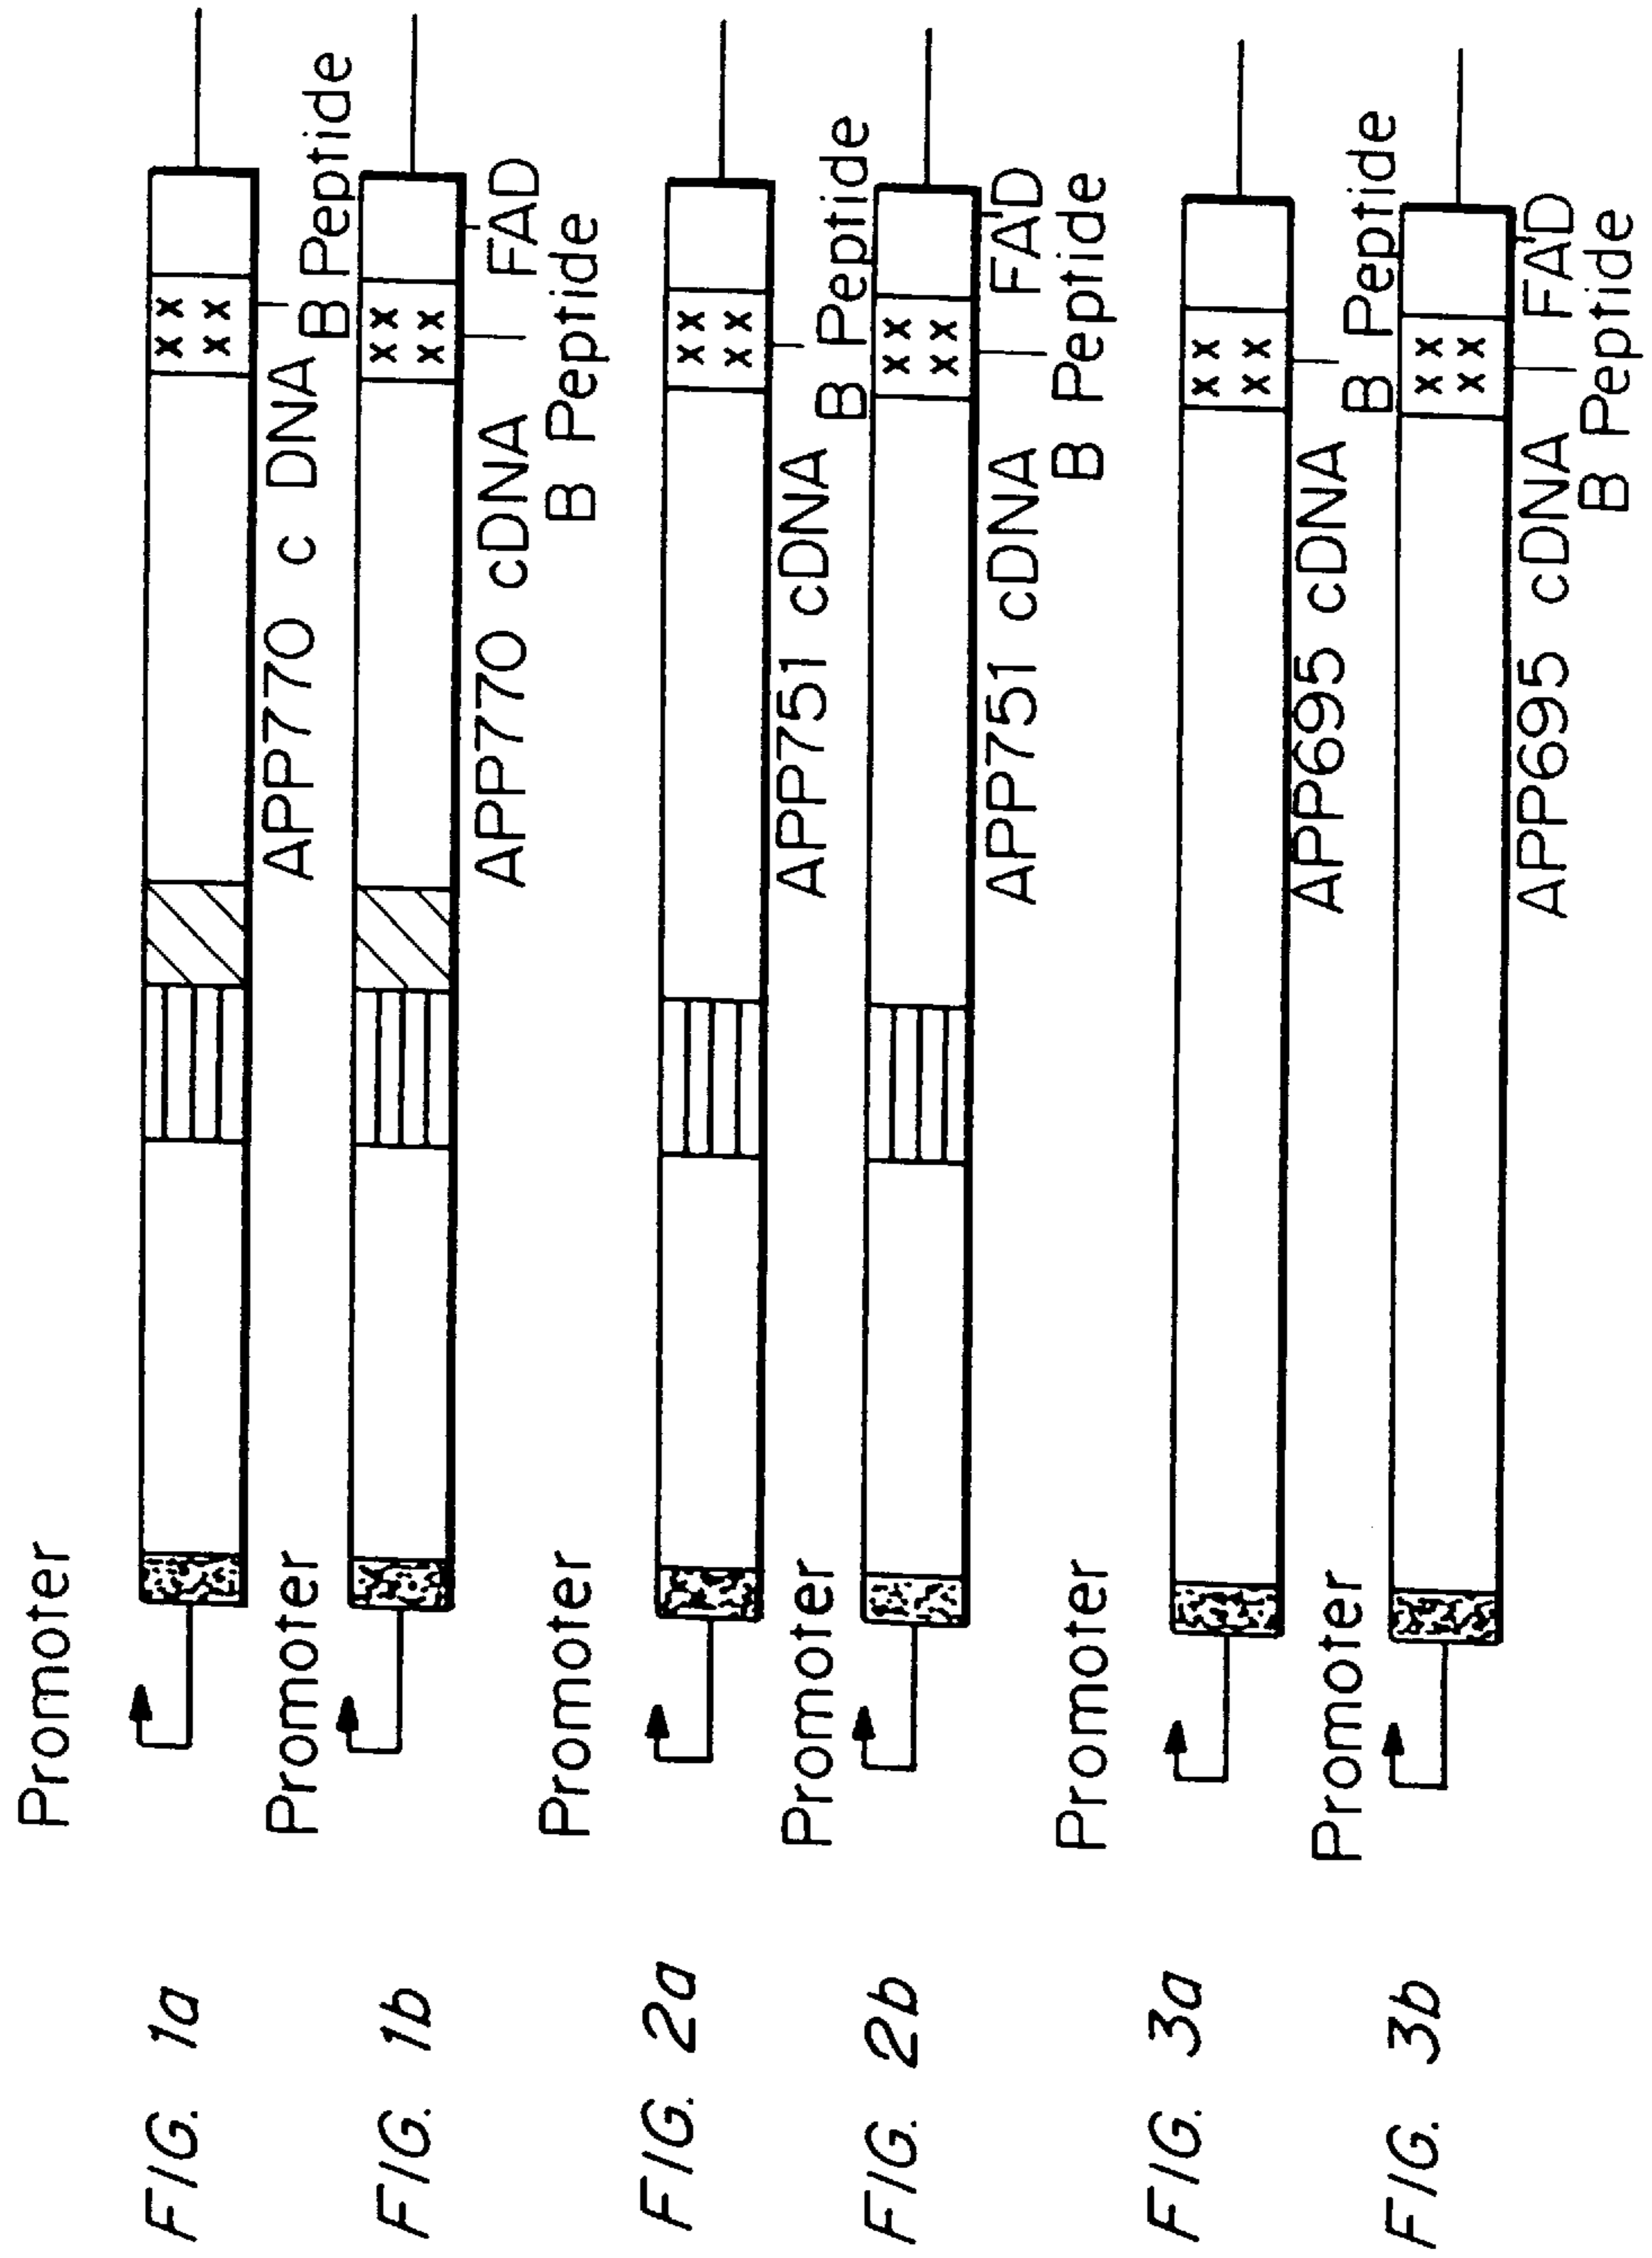 FIG. 1a
Promoter
APP770 c DNA
B Peptide
FIG. 1b
Promoter
APP770 cDNA
FAD
B Peptide
FIG. 2a
Promoter
APP751 cDNA
B Peptide
FIG. 2b
Promoter
APP751 cDNA
FAD
B Peptide
FIG. 3a
Promoter
APP695 cDNA
B Peptide
FIG. 3b
Promoter
APP695 cDNA
FAD
B Peptide